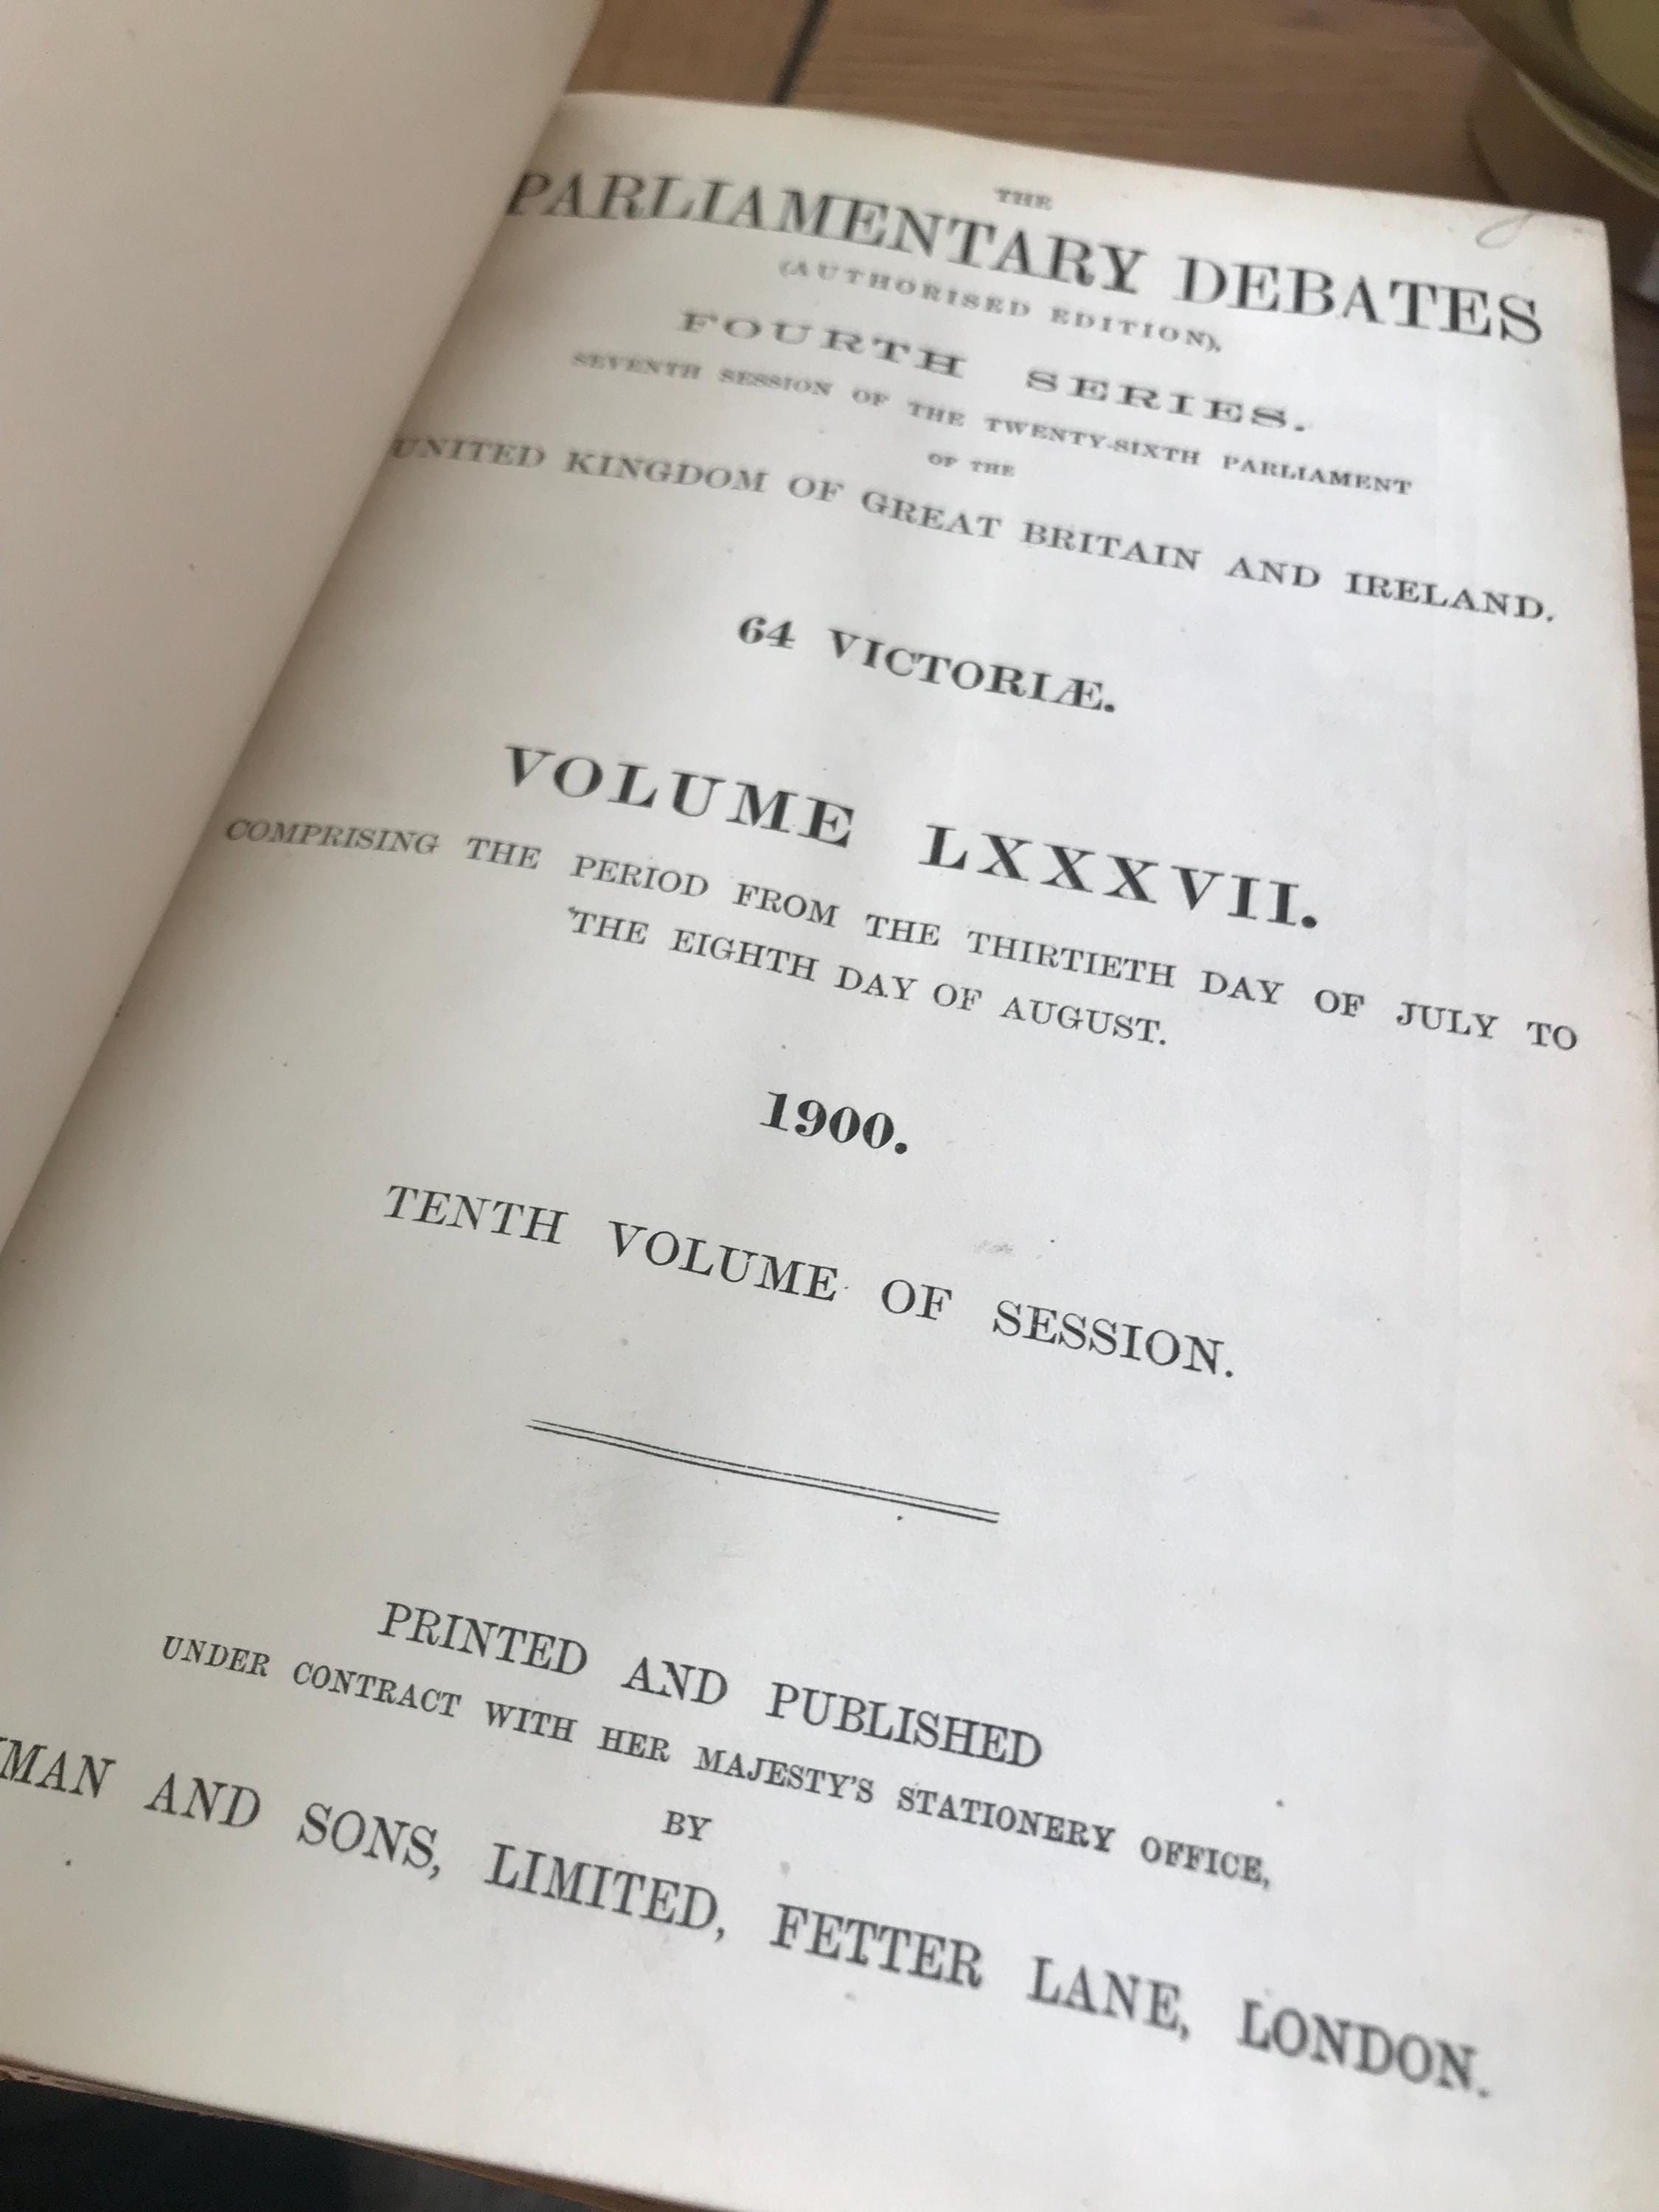 THE
PARLIAMENTARY DEBATES
(AUTHORISED EDITION),
FOURTH SERIES.
SEVENTH SESSION OF THE TWENTY-SIXTH PARLIAMENT
OF THE
UNITED KINGDOM OF GREAT BRITAIN AND IRELAND.
64 VICTORIÆ.
VOLUME LXXXVII.
COMPRISING THE PERIOD FROM THE THIRTIETH DAY OF JULY TO
THE EIGHTH DAY OF AUGUST.
1900.
TENTH VOLUME OF SESSION.
PRINTED AND PUBLISHED
UNDER CONTRACT WITH HER MAJESTY'S STATIONERY OFFICE,
BY
MAN AND SONS, LIMITED, FETTER LANE, LONDON.